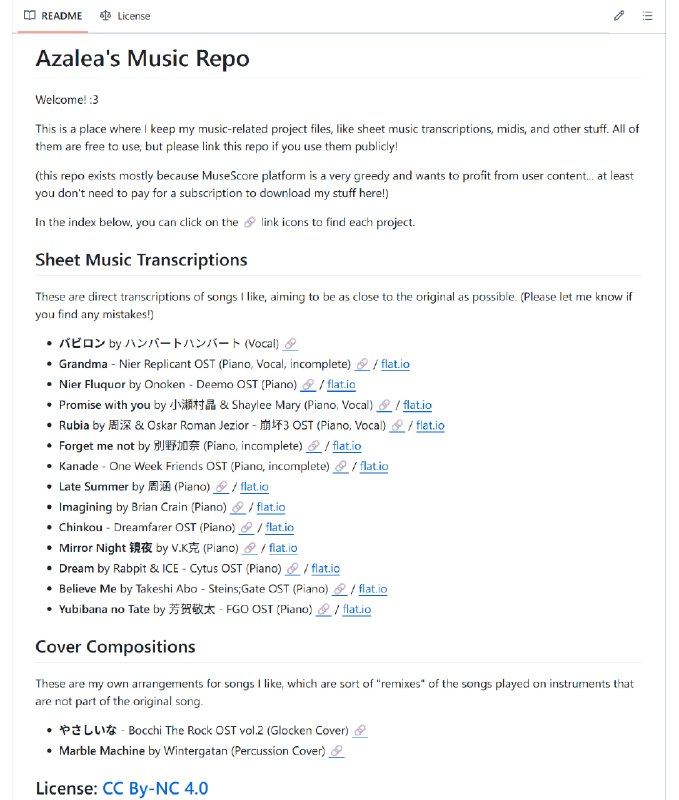 README License
Azalea's Music Repo
Welcome! :3
This is a place where I keep my music-related project files, like sheet music transcriptions, midis, and other stuff. All of
them are free to use, but please link this repo if you use them publicly!
(this repo exists mostly because MuseScore platform is a very greedy and wants to profit from user content... at least
you don't need to pay for a subscription to download my stuff here!)
In the index below, you can click on the 🔗 link icons to find each project.
Sheet Music Transcriptions
These are direct transcriptions of songs I like, aiming to be as close to the original as possible. (Please let me know if
you find any mistakes!)
• バビロン by ハンバートハンバート (Vocal) 🔗
• Grandma - Nier Replicant OST (Piano, Vocal, incomplete) 🔗 / flat.io
• Nier Fluquor by Onoken - Deemo OST (Piano) 🔗 / flat.io
• Promise with you by 小瀬村晶 & Shaylee Mary (Piano, Vocal) 🔗 / flat.io
• Rubia by 周深 & Oskar Roman Jezior - 崩坏3 OST (Piano, Vocal) 🔗 / flat.io
• Forget me not by 別野加奈 (Piano, incomplete) 🔗 / flat.io
• Kanade - One Week Friends OST (Piano, incomplete) 🔗 / flat.io
• Late Summer by 周涵 (Piano) 🔗 / flat.io
• Imagining by Brian Crain (Piano) 🔗 / flat.io
• Chinkou - Dreamfarer OST (Piano) 🔗 / flat.io
• Mirror Night 鏡夜 by V.K克 (Piano) 🔗 / flat.io
• Dream by Rabpit & ICE - Cytus OST (Piano) 🔗 / flat.io
• Believe Me by Takeshi Abo - Steins;Gate OST (Piano) 🔗 / flat.io
• Yubibana no Tate by 芳賀敬太 - FGO OST (Piano) 🔗 / flat.io
Cover Compositions
These are my own arrangements for songs I like, which are sort of "remixes" of the songs played on instruments that
are not part of the original song.
• やさしいな - Bocchi The Rock OST vol.2 (Glocken Cover) 🔗
• Marble Machine by Wintergatan (Percussion Cover) 🔗
License: CC By-NC 4.0